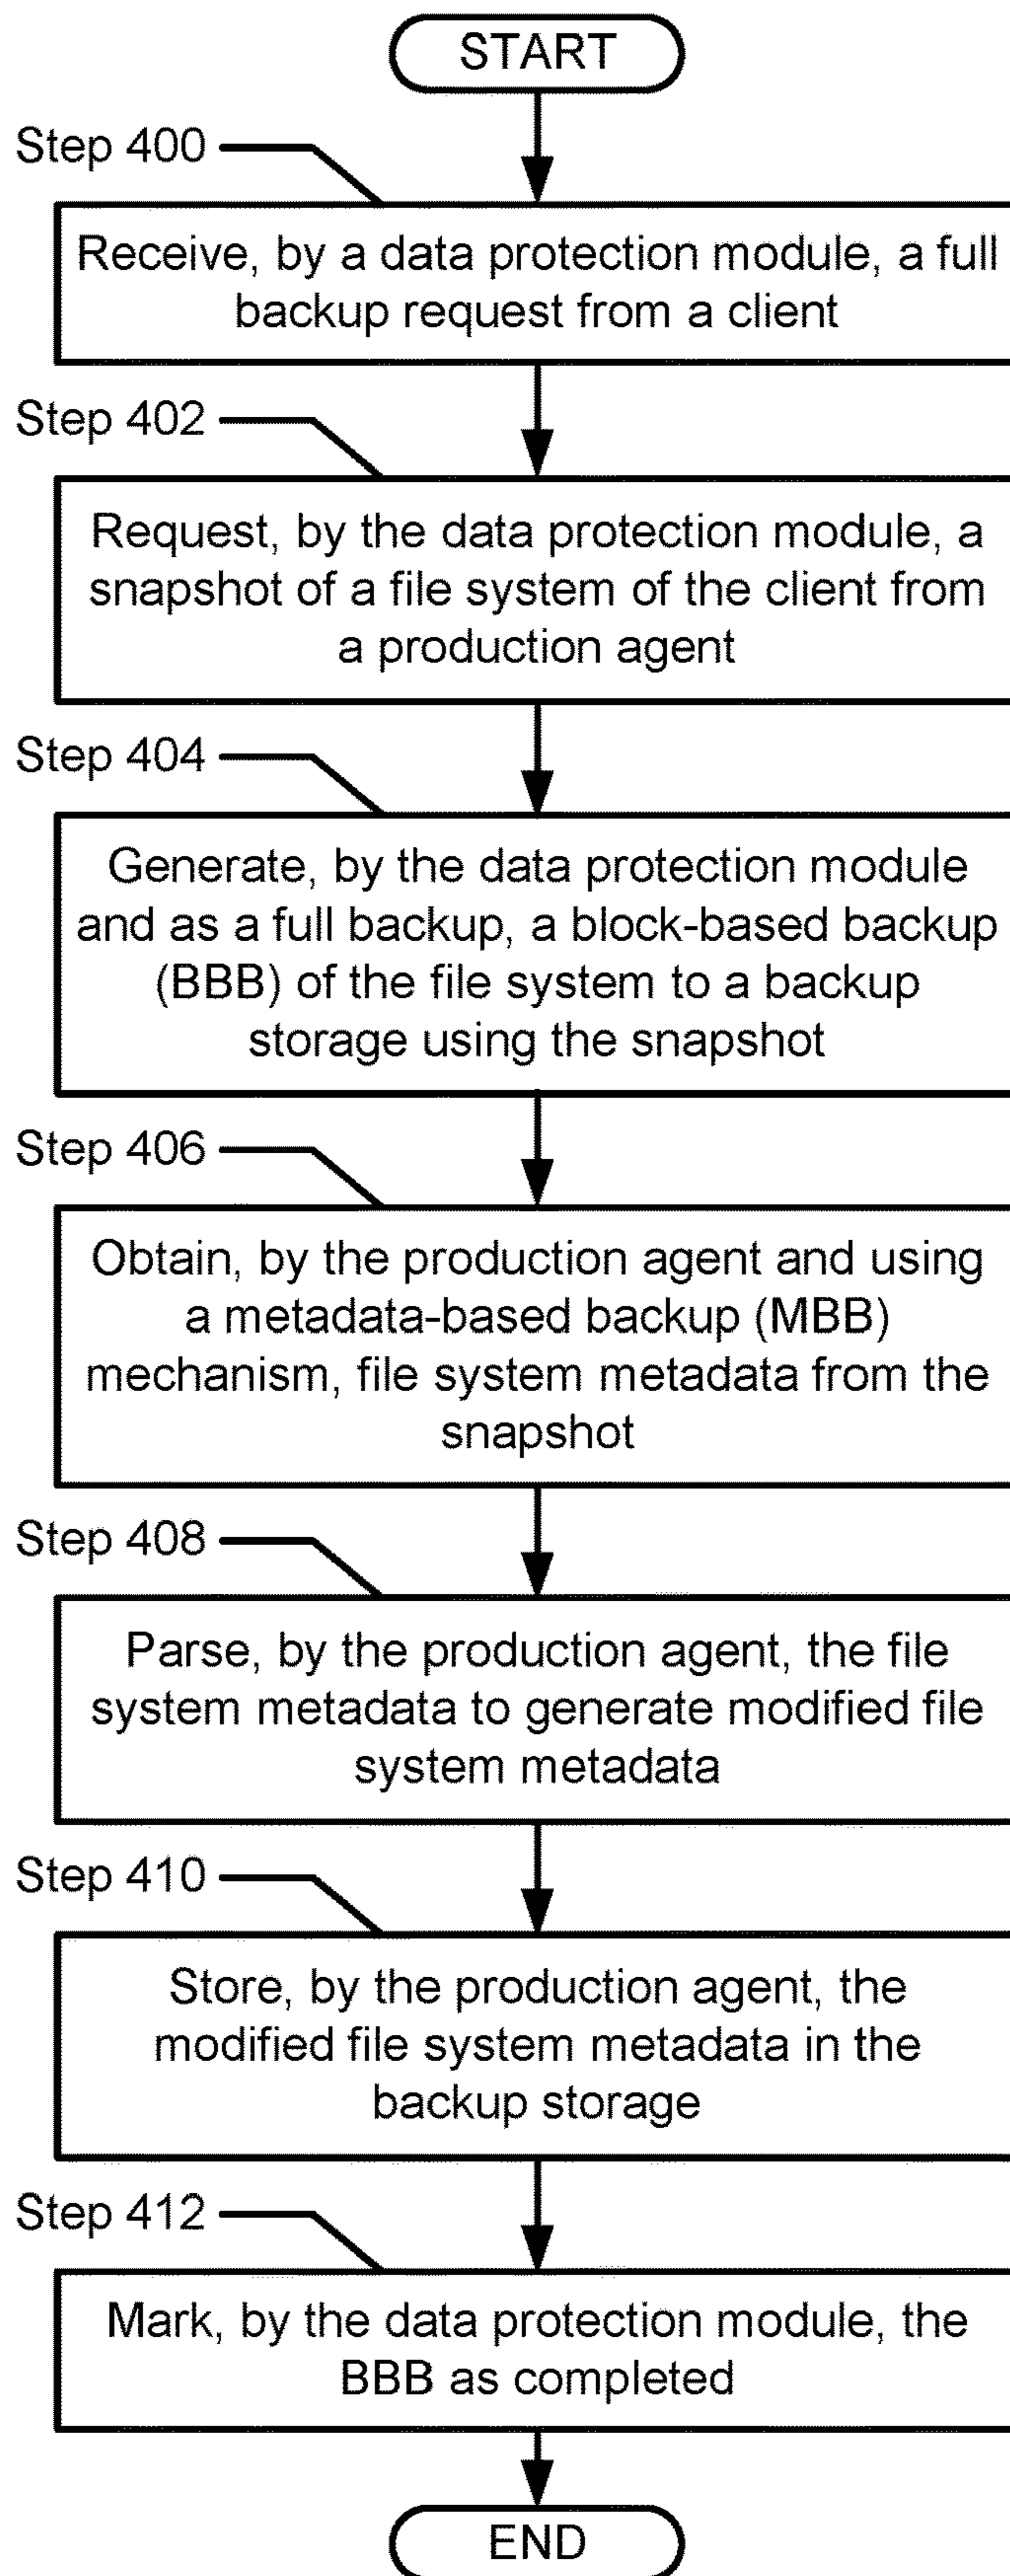 START
Step 400
Receive, by a data protection module, a full
backup request from a client
Step 402
Request, by the data protection module, a
snapshot of a file system of the client from
a production agent
Step 404
Generate, by the data protection module
and as a full backup, a block-based backup
(BBB) of the file system to a backup
storage using the snapshot
Step 406
Obtain, by the production agent and using
a metadata-based backup (MBB)
mechanism, file system metadata from the
snapshot
Step 408
Parse, by the production agent, the file
system metadata to generate modified file
system metadata
Step 410
Store, by the production agent, the
modified file system metadata in the
backup storage
Step 412
Mark, by the data protection module, the
BBB as completed
END